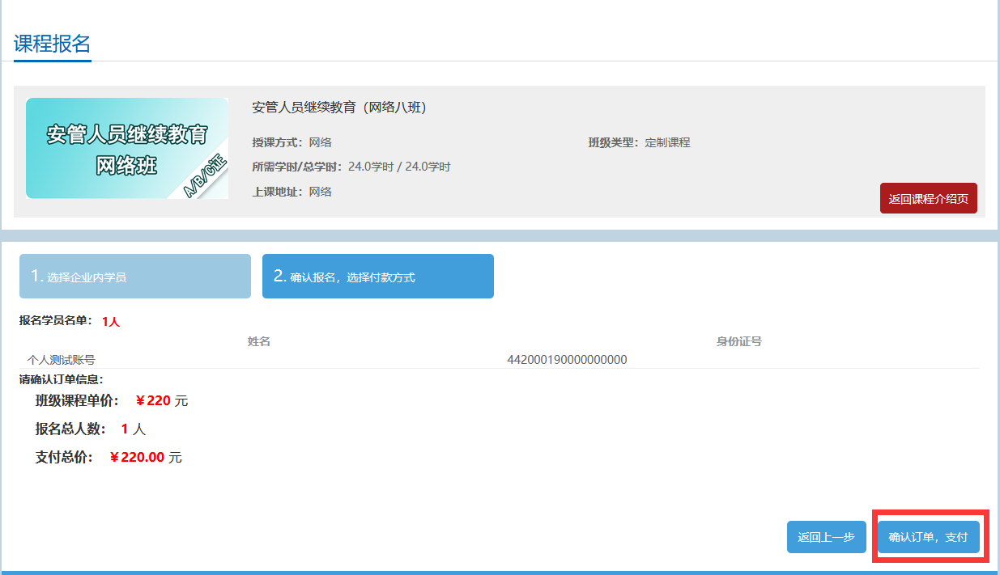 课程报名
安管人员继续教育
网络班
A/B/C证
安管人员继续教育（网络八班）
授课方式：网络
班级类型：定制课程
所需学时/总学时：24.0学时 / 24.0学时
上课地址：网络
返回课程介绍页
1. 选择企业内学员
2. 确认报名，选择付款方式
报名学员名单： 1人
姓名 身份证号
个人测试账号 442000190000000000
请确认订单信息：
班级课程单价： ￥220 元
报名总人数： 1 人
支付总价： ￥220.00 元
返回上一步
确认订单，支付